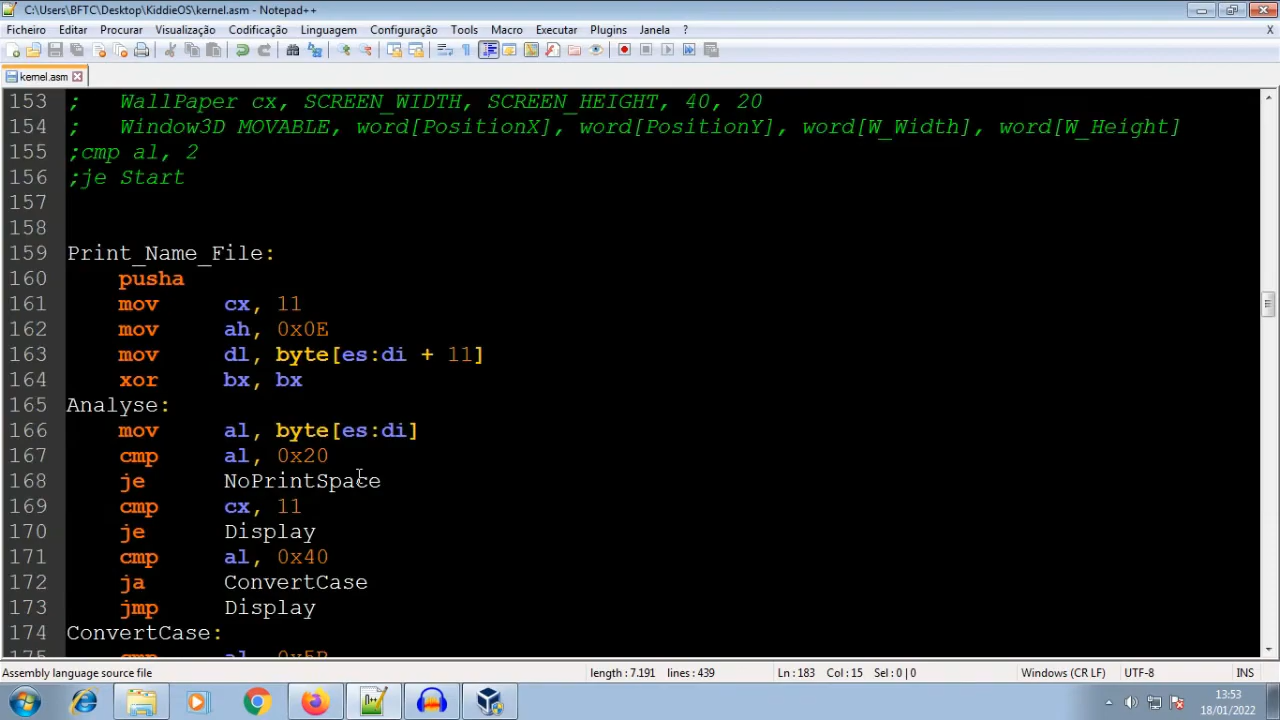 C:\Users\BFTC\Desktop\KiddieOS\kernel.asm - Notepad++
Ficheiro Editar Procurar Visualização Codificação Linguagem Configuração Tools Macro Executar Plugins Janela ? X
kernel.asm
153 ;   WallPaper cx, SCREEN_WIDTH, SCREEN_HEIGHT, 40, 20
154 ;   Window3D MOVABLE, word[PositionX], word[PositionY], word[W_Width], word[W_Height]
155 ;cmp al, 2
156 ;je Start
157
158
159 Print_Name_File:
160     pusha
161     mov     cx, 11
162     mov     ah, 0x0E
163     mov     dl, byte[es:di + 11]
164     xor     bx, bx
165 Analyse:
166     mov     al, byte[es:di]
167     cmp     al, 0x20
168     je      NoPrintSpace
169     cmp     cx, 11
170     je      Display
171     cmp     al, 0x40
172     ja      ConvertCase
173     jmp     Display
174 ConvertCase:
175     cmp     al, 0x5B
Assembly language source file length : 7.191 lines : 439 Ln : 183 Col : 15 Sel : 0 | 0 Windows (CR LF) UTF-8 INS
13:53
18/01/2022